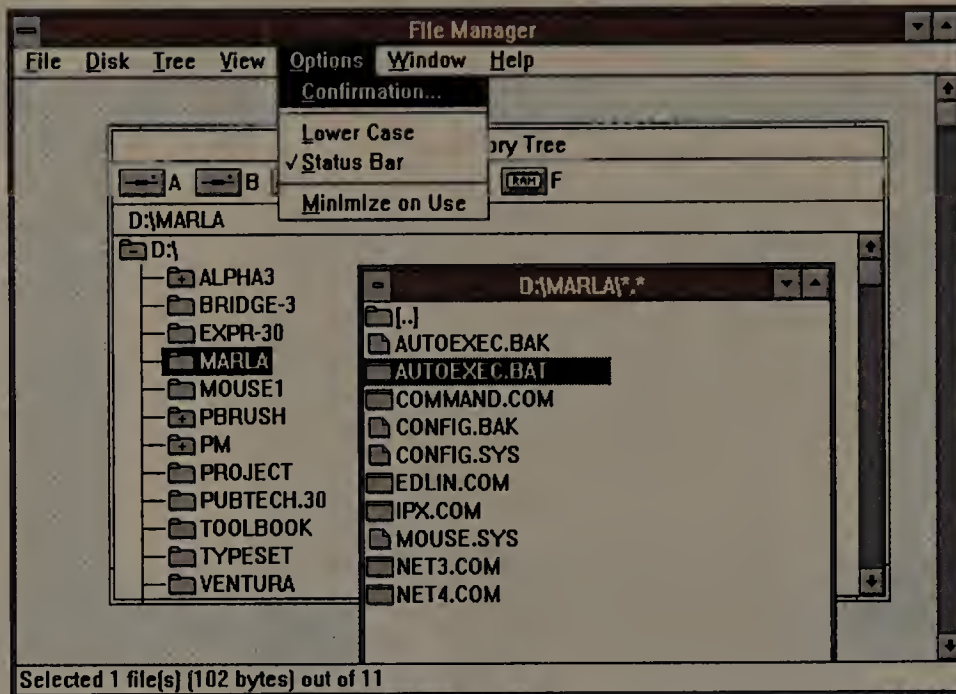 File Manager
File Disk Tree View Options Window Help
Confirmation...
Lower Case
√ Status Bar
Minimize on Use
ory Tree
A B RAM F
D:\MARLA
D:\
ALPHA3
BRIDGE-3
EXPR-30
MARLA
MOUSE1
PBRUSH
PM
PROJECT
PUBTECH.30
TOOLBOOK
TYPESET
VENTURA
D:\MARLA\*.*
[..]
AUTOEXEC.BAK
AUTOEXEC.BAT
COMMAND.COM
CONFIG.BAK
CONFIG.SYS
EDLIN.COM
IPX.COM
MOUSE.SYS
NET3.COM
NET4.COM
Selected 1 file(s) (102 bytes) out of 11